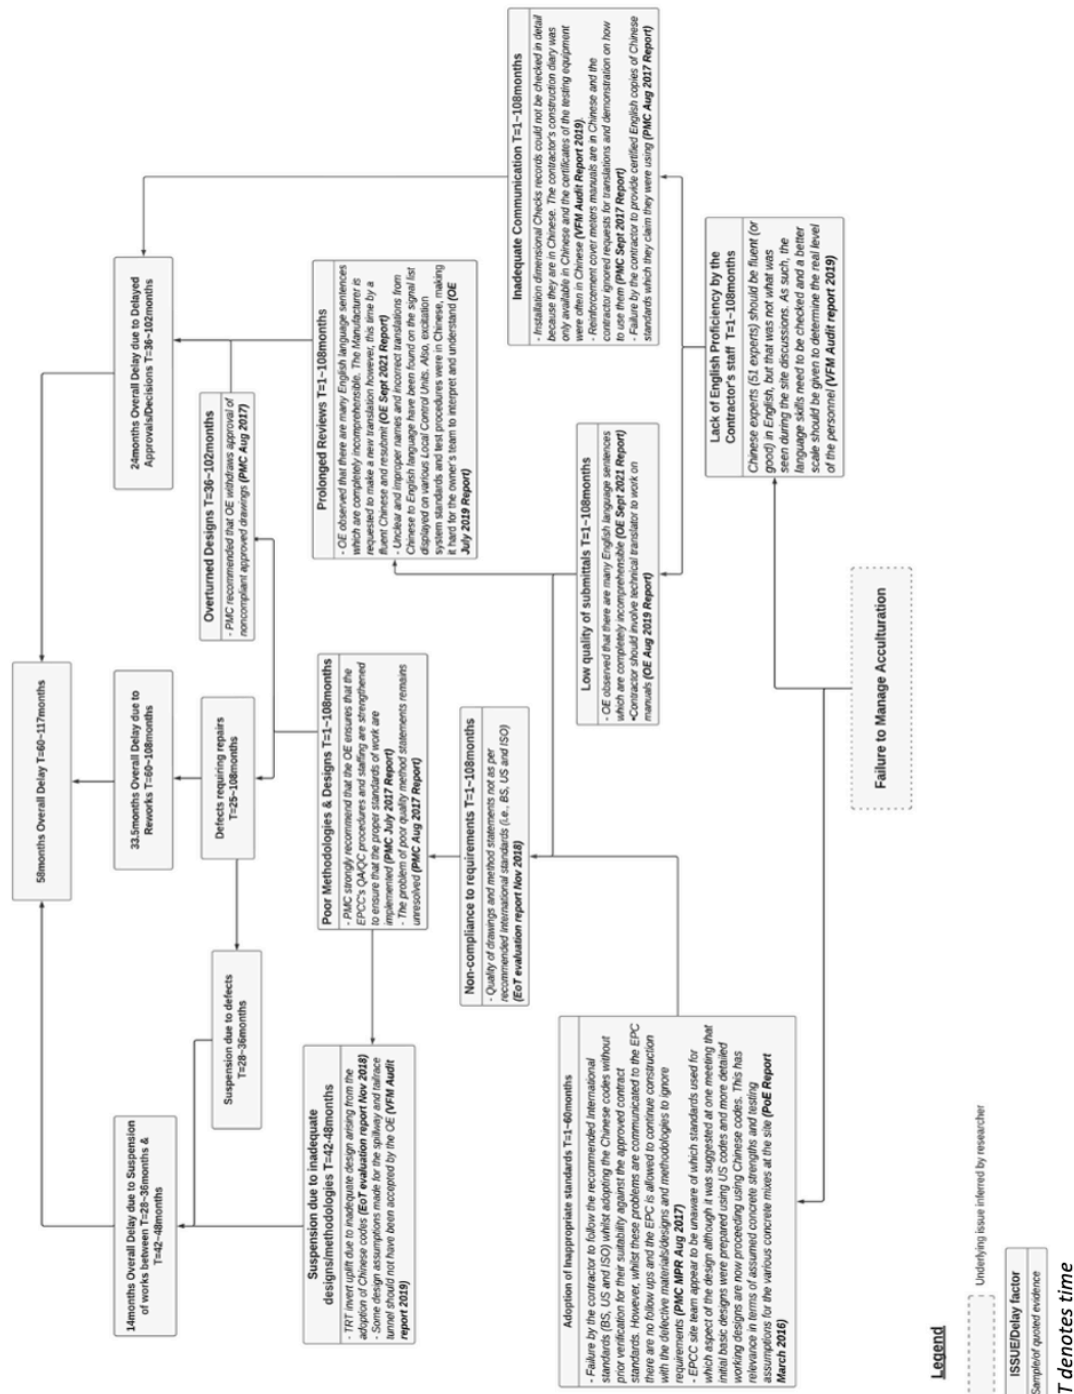 58months Overall Delay T=60~117months
14months Overall Delay due to Suspension
of works between T=28~36months &
T=42~48months
33.5months Overall Delay due to
Reworks T=60~108months
24months Overall Delay due to Delayed
Approvals/Decisions T=36~102months
Suspension due to defects
T=28~36months
Defects requiring repairs
T=25~108months
Overturned Designs T=36~102months
- PMC recommended that OE withdraws approval of
noncompliant approved drawings (PMC Aug 2017)
Suspension due to inadequate
designs/methodologies T=42-48months
- TRT invert uplift due to inadequate design arising from the
adoption of Chinese codes (EoT evaluation report Nov 2018)
- Some design assumptions made for the spillway and tailrace
tunnel should not have been accepted by the OE (VFM Audit
report 2019)
Poor Methodologies & Designs T=1~108months
- PMC strongly recommend that the OE ensures that the
EPCC's QA/QC procedures and staffing are strengthened
to ensure that the proper standards of work are
implemented (PMC July 2017 Report)
- The problem of poor quality method statements remains
unresolved (PMC Aug 2017 Report)
Prolonged Reviews T=1~108months
- OE observed that there are many English language sentences
which are completely incomprehensible. The Manufacturer is
requested to make a new translation however, this time by a
fluent Chinese and resubmit (OE Sept 2021 Report)
- Unclear and improper names and incorrect translations from
Chinese to English language have been found on the signal list
displayed on various Local Control Units. Also, excitation
system standards and test procedures were in Chinese, making
it hard for the owner's team to interpret and understand (OE
July 2019 Report)
Non-compliance to requirements T=1~108months
- Quality of drawings and method statements not as per
recommended International standards (i.e., BS, US and ISO)
(EoT evaluation report Nov 2018)
Inadequate Communication T=1~108months
- Installation dimensional Checks records could not be checked in detail
because they are in Chinese. The contractor's construction diary was
only available in Chinese and the certificates of the testing equipment
were often in Chinese (VFM Audit Report 2019).
- Reinforcement cover meters manuals are in Chinese and the
contractor ignored requests for translations and demonstration on how
to use them (PMC Sept 2017 Report)
- Failure by the contractor to provide certified English copies of Chinese
standards which they claim they were using (PMC Aug 2017 Report)
Adoption of Inappropriate standards T=1~60months
- Failure by the contractor to follow the recommended International
standards (BS, US and ISO) whilst adopting the Chinese codes without
prior verification for their suitability against the approved contract
standards. However, whilst these problems are communicated to the EPC
there are no follow ups and the EPC is allowed to continue construction
with the defective materials/designs and methodologies to ignore
requirements (PMC MPR Aug 2017)
- EPCC site team appear to be unaware of which standards used for
which aspect of the design although it was suggested at one meeting that
initial basic designs were prepared using US codes and more detailed
working designs are now proceeding using Chinese codes. This has
relevance in terms of assumed concrete strengths and testing
assumptions for the various concrete mixes at the site (PoE Report
March 2016)
Low quality of submittals T=1~108months
- OE observed that there are many English language sentences
which are completely incomprehensible (OE Sept 2021 Report)
•Contractor should involve technical translator to work on
manuals (OE Aug 2019 Report)
Lack of English Proficiency by the
Contractor's staff T=1~108months
Chinese experts (51 experts) should be fluent (or
good) in English, but that was not what was
seen during the site discussions. As such, the
language skills need to be checked and a better
scale should be given to determine the real level
of the personnel (VFM Audit report 2019)
Failure to Manage Acculturation
Legend
Underlying issue inferred by researcher
ISSUE/Delay factor
Sample/of quoted evidence
T denotes time